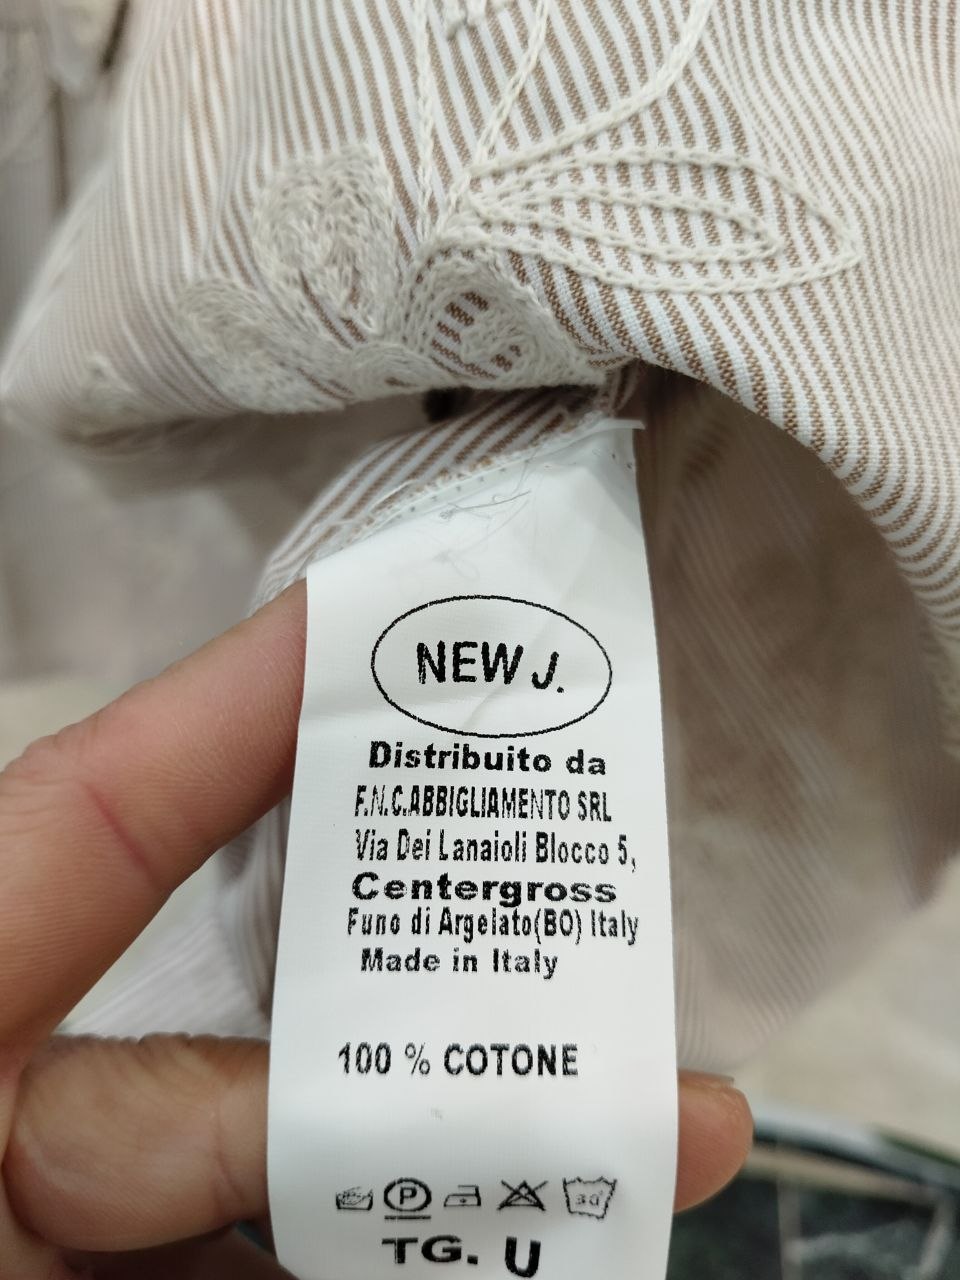 NEW J.
Distribuito da
F.N.C.ABBIGLIAMENTO SRL
Via Dei Lanaioli Blocco 5,
Centergross
Funo di Argelato(BO) Italy
Made in Italy
100 % COTONE
P 30°
TG. U